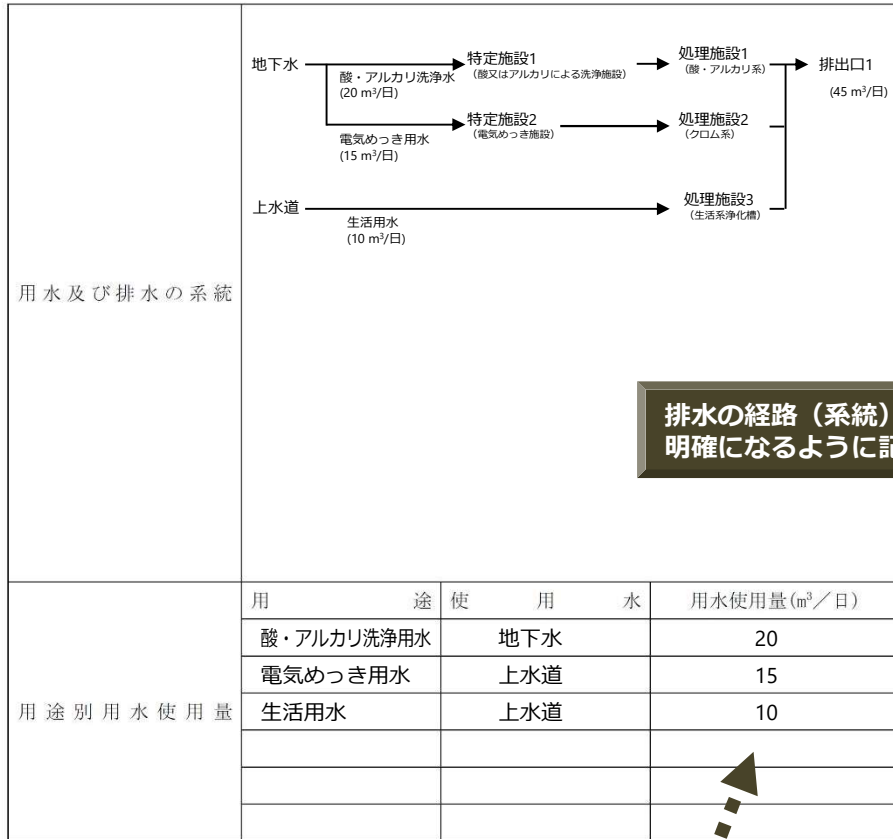 用水及び排水の系統
地下水
酸・アルカリ洗浄水
(20 m³/日)
特定施設1
(酸又はアルカリによる洗浄施設)
処理施設1
(酸・アルカリ系)
排出口1
(45 m³/日)
電気めっき用水
(15 m³/日)
特定施設2
(電気めっき施設)
処理施設2
(クロム系)
上水道
生活用水
(10 m³/日)
処理施設3
(生活系浄化槽)
排水の経路（系統）
明確になるように記
用途別用水使用量
用途 使用水 用水使用量(m³／日)
酸・アルカリ洗浄用水 地下水 20
電気めっき用水 上水道 15
生活用水 上水道 10